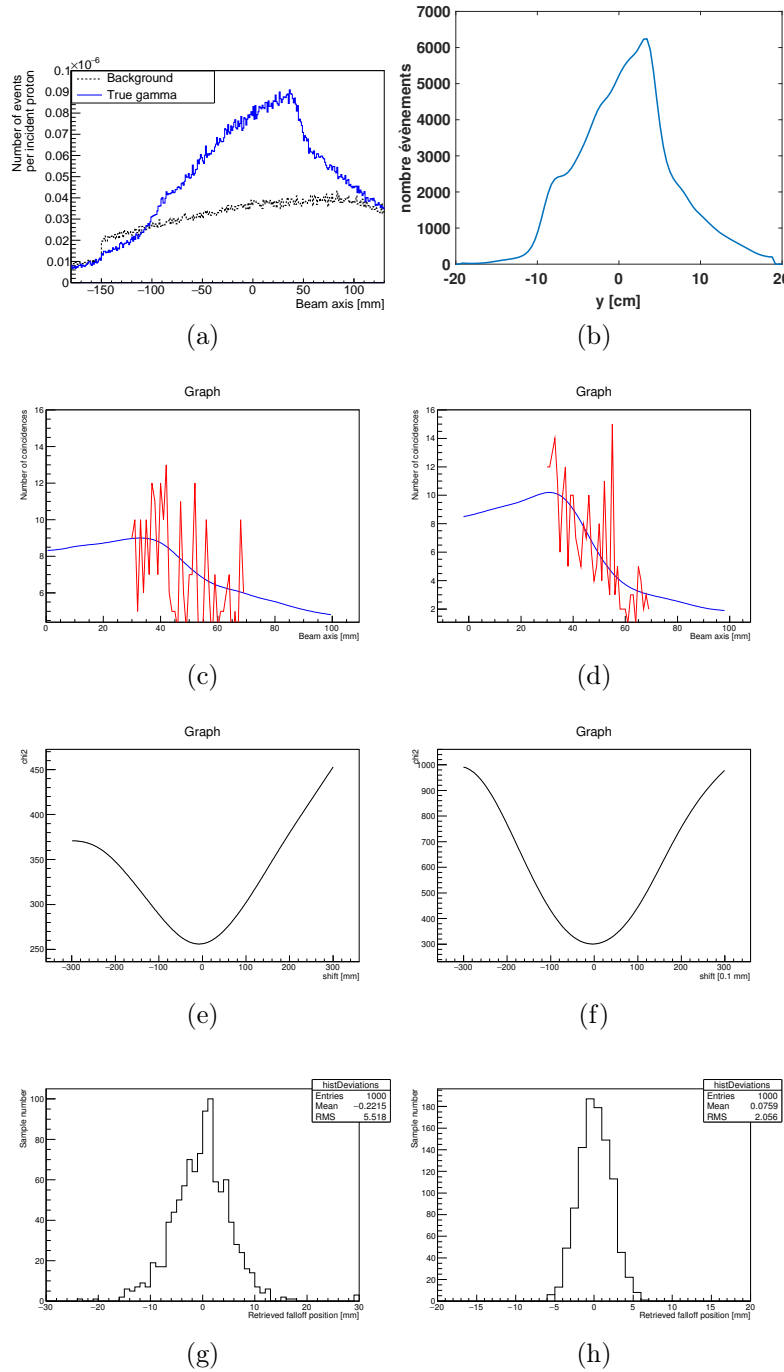 Number of events
per incident proton
×10⁻⁶
0.1
0.09
0.08
0.07
0.06
0.05
0.04
0.03
0.02
0.01
0
Background
True gamma
−150 −100 −50 0 50 100
Beam axis [mm]
(a)
nombre évènements
7000
6000
5000
4000
3000
2000
1000
0
-20 -10 0 10 20
y [cm]
(b)
Graph
Number of coincidences
16
14
12
10
8
6
0 20 40 60 80 100
Beam axis [mm]
(c)
Graph
Number of coincidences
16
14
12
10
8
6
4
2
0 20 40 60 80 100
Beam axis [mm]
(d)
Graph
chi2
450
400
350
300
250
−300 −200 −100 0 100 200 300
shift [mm]
(e)
Graph
chi2
1000
900
800
700
600
500
400
300
−300 −200 −100 0 100 200 300
shift [0.1 mm]
(f)
histDeviations
Entries 1000
Mean −0.2215
RMS 5.518
Sample number
100
80
60
40
20
0
−30 −20 −10 0 10 20 30
Retrieved falloff position [mm]
(g)
histDeviations
Entries 1000
Mean 0.0759
RMS 2.056
Sample number
180
160
140
120
100
80
60
40
20
0
−20 −15 −10 −5 0 5 10 15 20
Retrieved falloff position [mm]
(h)